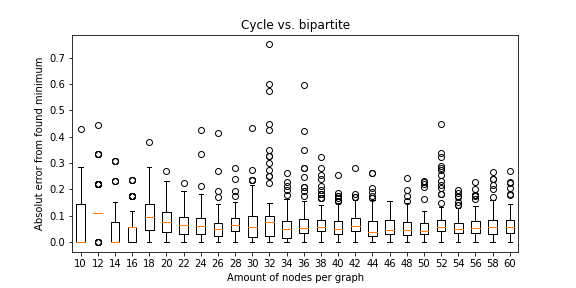 Cycle vs. bipartite
Absolut error from found minimum
0.7
0.6
0.5
0.4
0.3
0.2
0.1
0.0
10 12 14 16 18 20 22 24 26 28 30 32 34 36 38 40 42 44 46 48 50 52 54 56 58 60
Amount of nodes per graph